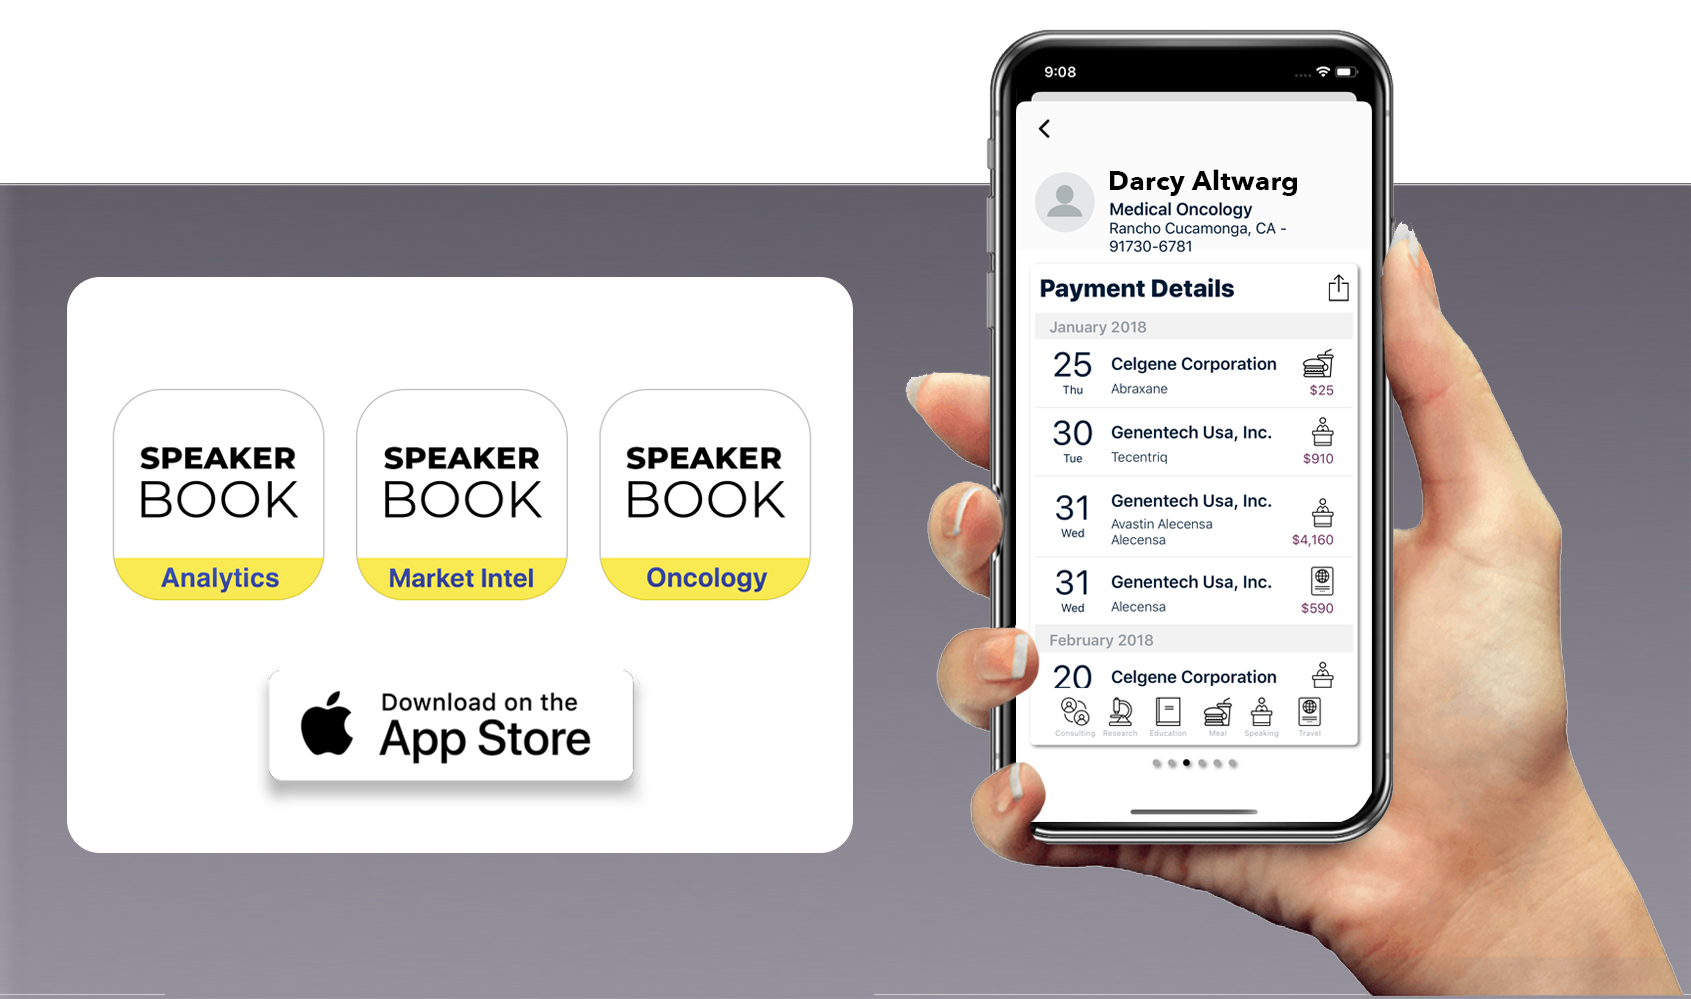 SPEAKER
BOOK
Analytics
SPEAKER
BOOK
Market Intel
SPEAKER
BOOK
Oncology
Download on the
App Store
9:08
Darcy Altwarg
Medical Oncology
Rancho Cucamonga, CA -
91730-6781
Payment Details
January 2018
25 Celgene Corporation
Thu Abraxane $25
30 Genentech Usa, Inc.
Tue Tecentriq $910
31 Genentech Usa, Inc.
Wed Avastin Alecensa
Alecensa $4,160
31 Genentech Usa, Inc.
Wed Alecensa $590
February 2018
20 Celgene Corporation
Consulting Research Education Meal Speaking Travel